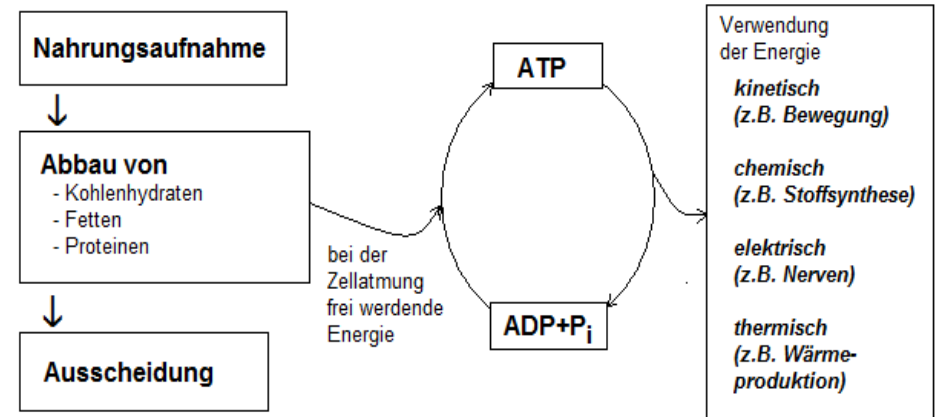 Nahrungsaufnahme
Abbau von
- Kohlenhydraten
- Fetten
- Proteinen
Ausscheidung
bei der
Zellatmung
frei werdende
Energie
ATP
ADP+Pi
Verwendung
der Energie
kinetisch
(z.B. Bewegung)
chemisch
(z.B. Stoffsynthese)
elektrisch
(z.B. Nerven)
thermisch
(z.B. Wärme-
produktion)